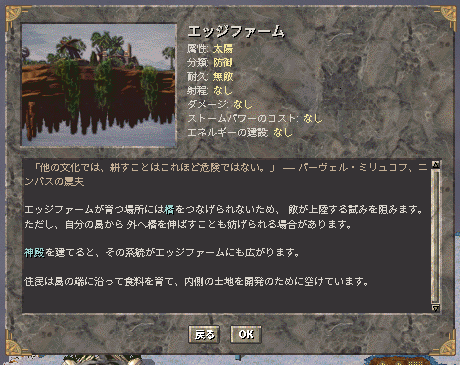 エッジファーム
属性: 太陽
分類: 防御
耐久: 無敵
射程: なし
ダメージ: なし
ストームパワーのコスト: なし
エネルギーの建設: なし
「他の文化では、耕すことはこれほど危険ではない。」 ── パーヴェル・ミリュコフ、ニ
ンバスの農夫
エッジファームが育つ場所には橋をつなげられないため、 敵が上陸する試みを阻みます。
ただし、自分の島から 外へ橋を伸ばすことも妨げられる場合があります。
神殿を建てると、その系統がエッジファームにも広がります。
住民は島の端に沿って食料を育て、内側の土地を開発のために空けています。
戻る OK